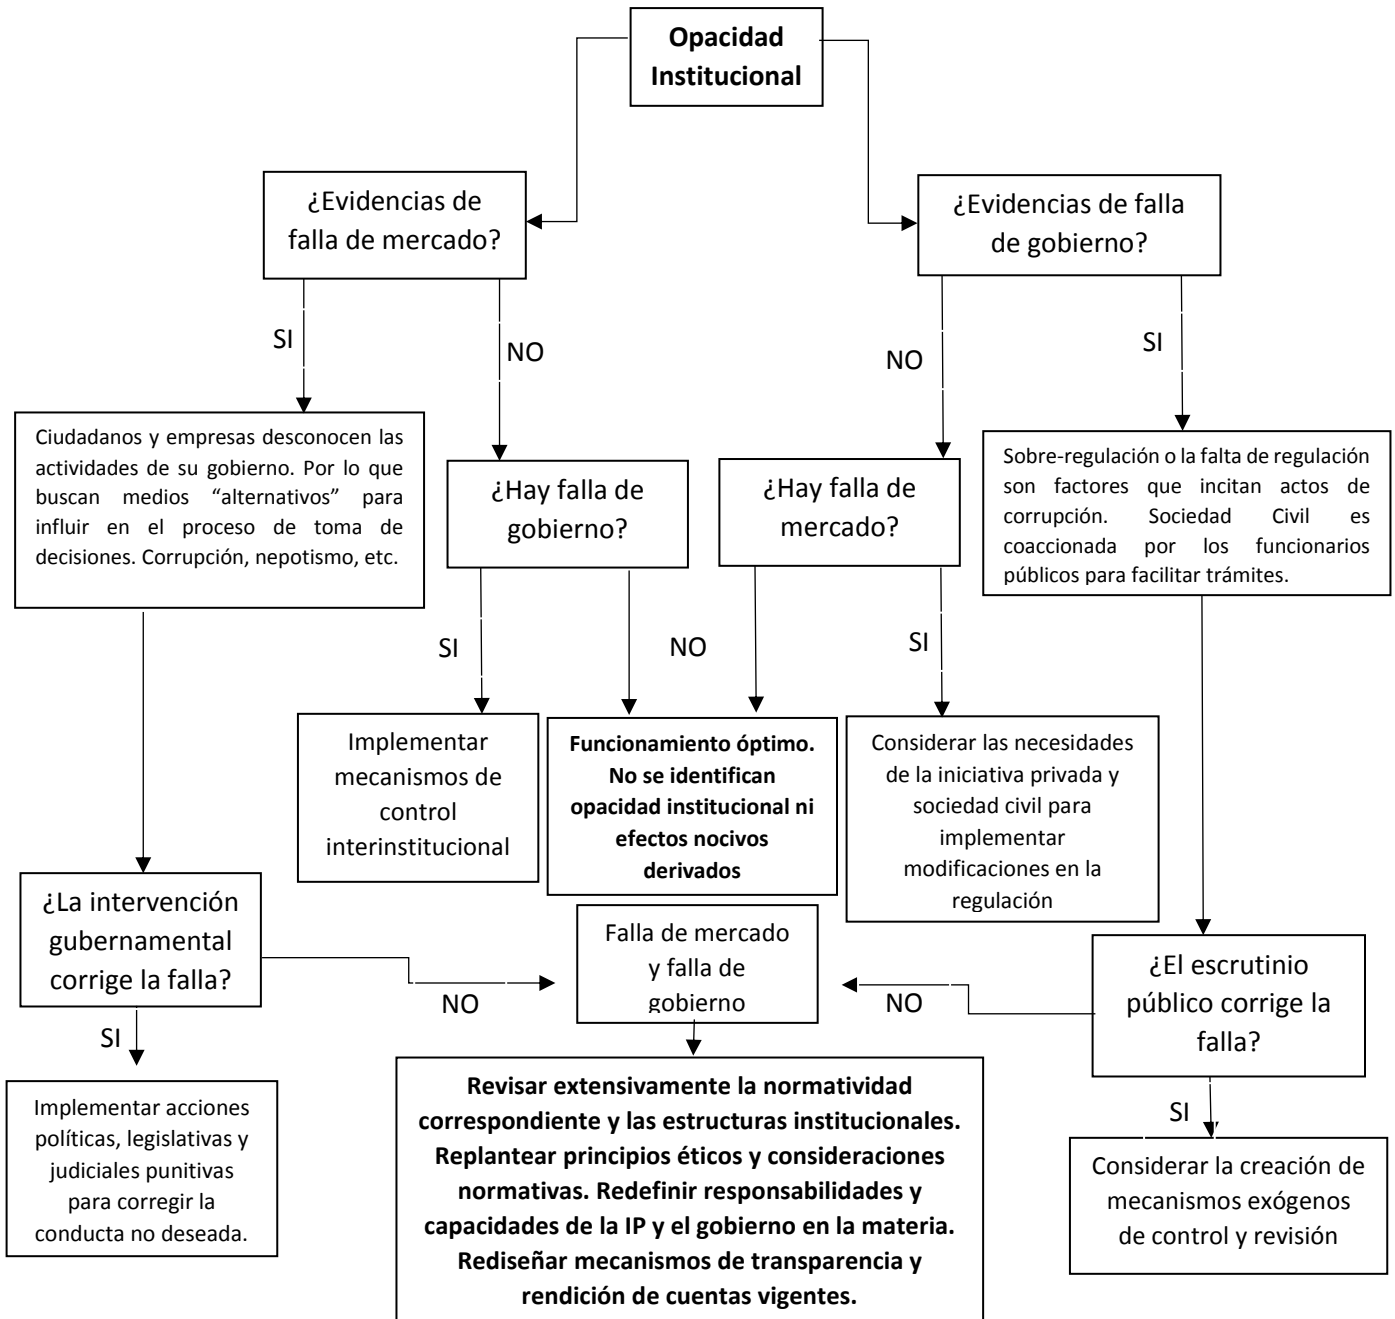 Opacidad
Institucional
¿Evidencias de
falla de mercado?
¿Evidencias de falla
de gobierno?
SI
NO
NO
SI
Ciudadanos y empresas desconocen las
actividades de su gobierno. Por lo que
buscan medios “alternativos” para
influir en el proceso de toma de
decisiones. Corrupción, nepotismo, etc.
¿Hay falla de
gobierno?
¿Hay falla de
mercado?
Sobre-regulación o la falta de regulación
son factores que incitan actos de
corrupción. Sociedad Civil es
coaccionada por los funcionarios
públicos para facilitar trámites.
SI
NO
SI
Implementar
mecanismos de
control
interinstitucional
Funcionamiento óptimo.
No se identifican
opacidad institucional ni
efectos nocivos
derivados
Considerar las necesidades
de la iniciativa privada y
sociedad civil para
implementar
modificaciones en la
regulación
¿La intervención
gubernamental
corrige la falla?
NO
Falla de mercado
y falla de
gobierno
NO
¿El escrutinio
público corrige la
falla?
SI
SI
Implementar acciones
políticas, legislativas y
judiciales punitivas
para corregir la
conducta no deseada.
Revisar extensivamente la normatividad
correspondiente y las estructuras institucionales.
Replantear principios éticos y consideraciones
normativas. Redefinir responsabilidades y
capacidades de la IP y el gobierno en la materia.
Rediseñar mecanismos de transparencia y
rendición de cuentas vigentes.
Considerar la creación de
mecanismos exógenos
de control y revisión